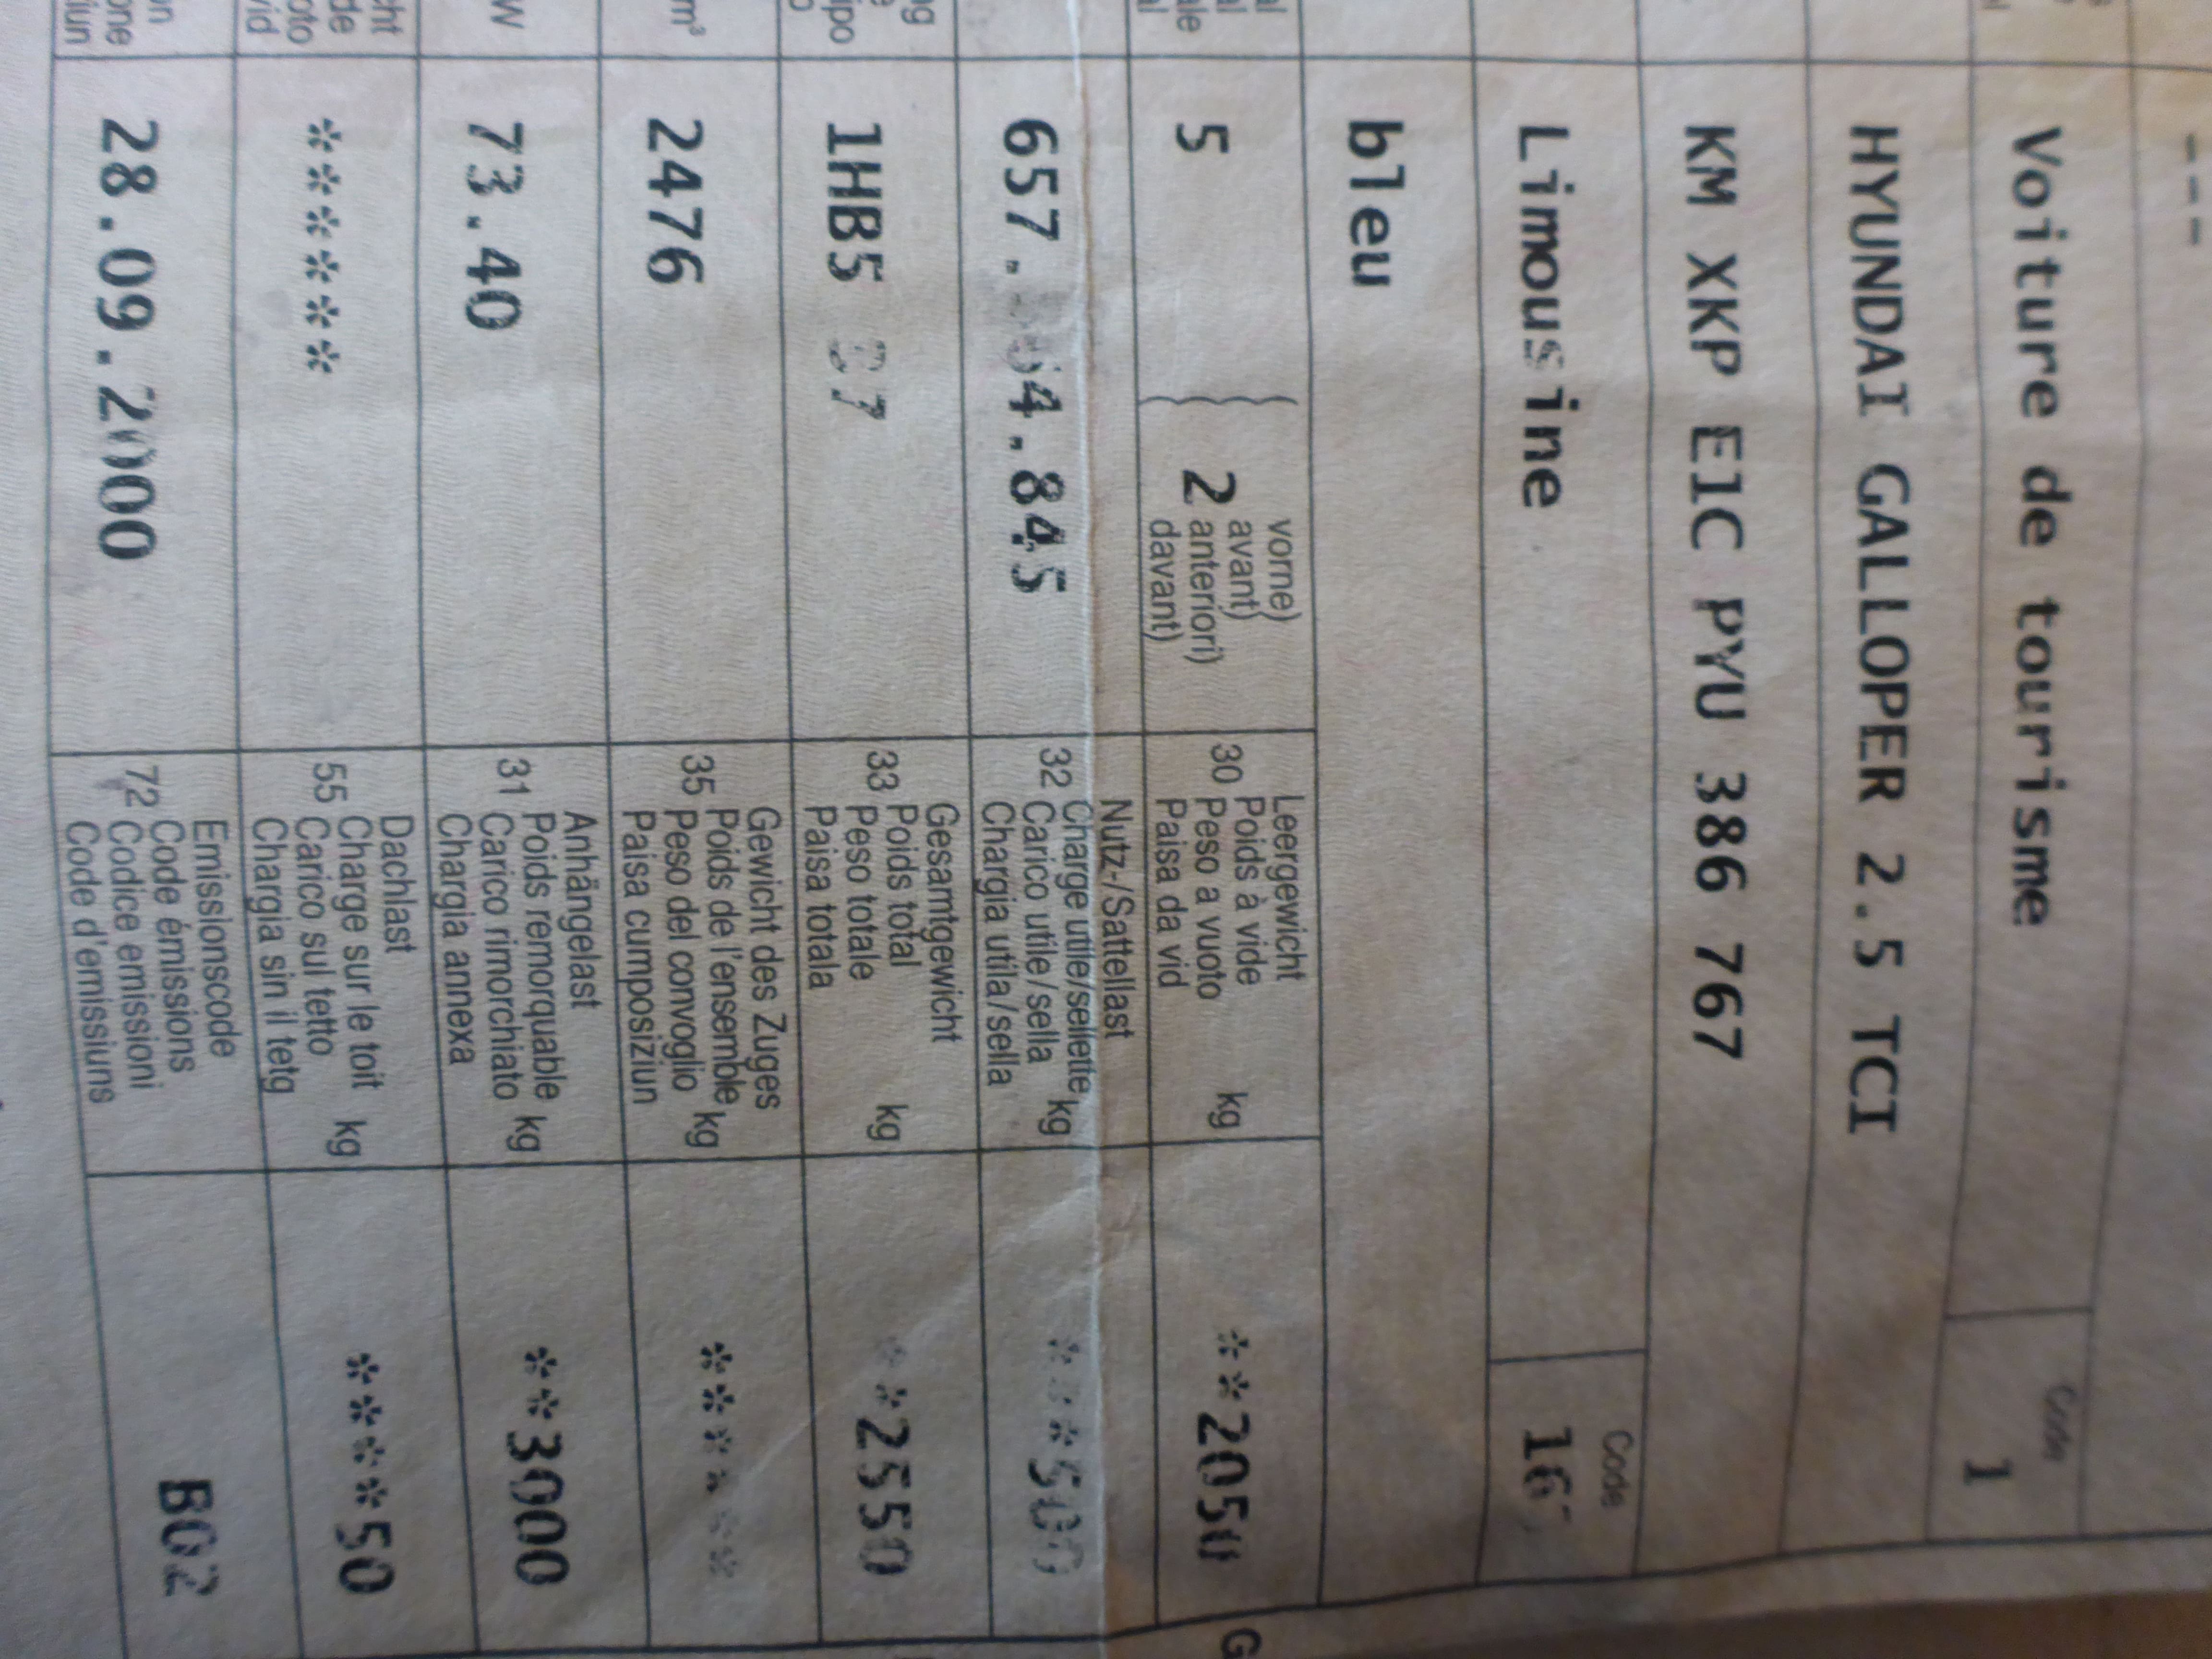 ---
Voiture de tourisme
Code
1
HYUNDAI GALLOPER 2.5 TCI
KM XKP E1C PYU 386 767
Limousine
Code
bleu
5
2
vorne)
avant)
anteriori)
davant)
Leergewicht
Poids à vide
30 Peso a vuoto kg
Paisa da vid
**2050
Nutz-/Sattellast
Charge utile/sellette
32 Carico utile/sella kg
Chargia utila/sella
1HB5
Gesamtgewicht
Poids total
33 Peso totale kg
Paisa totala
*2550
m³
2476
Gewicht des Zuges
Poids de l'ensemble
35 Peso del convoglio kg
Paisa cumposiziun
*****
W
73.40
Anhängelast
Poids remorquable
31 Carico rimorchiato kg
Chargia annexa
**3000
******
Dachlast
Charge sur le toit
55 Carico sul tetto kg
Chargia sin il tetg
****50
28.09.2000
Emissionscode
Code émissions
72 Codice emissioni
Code d'emissiuns
B02